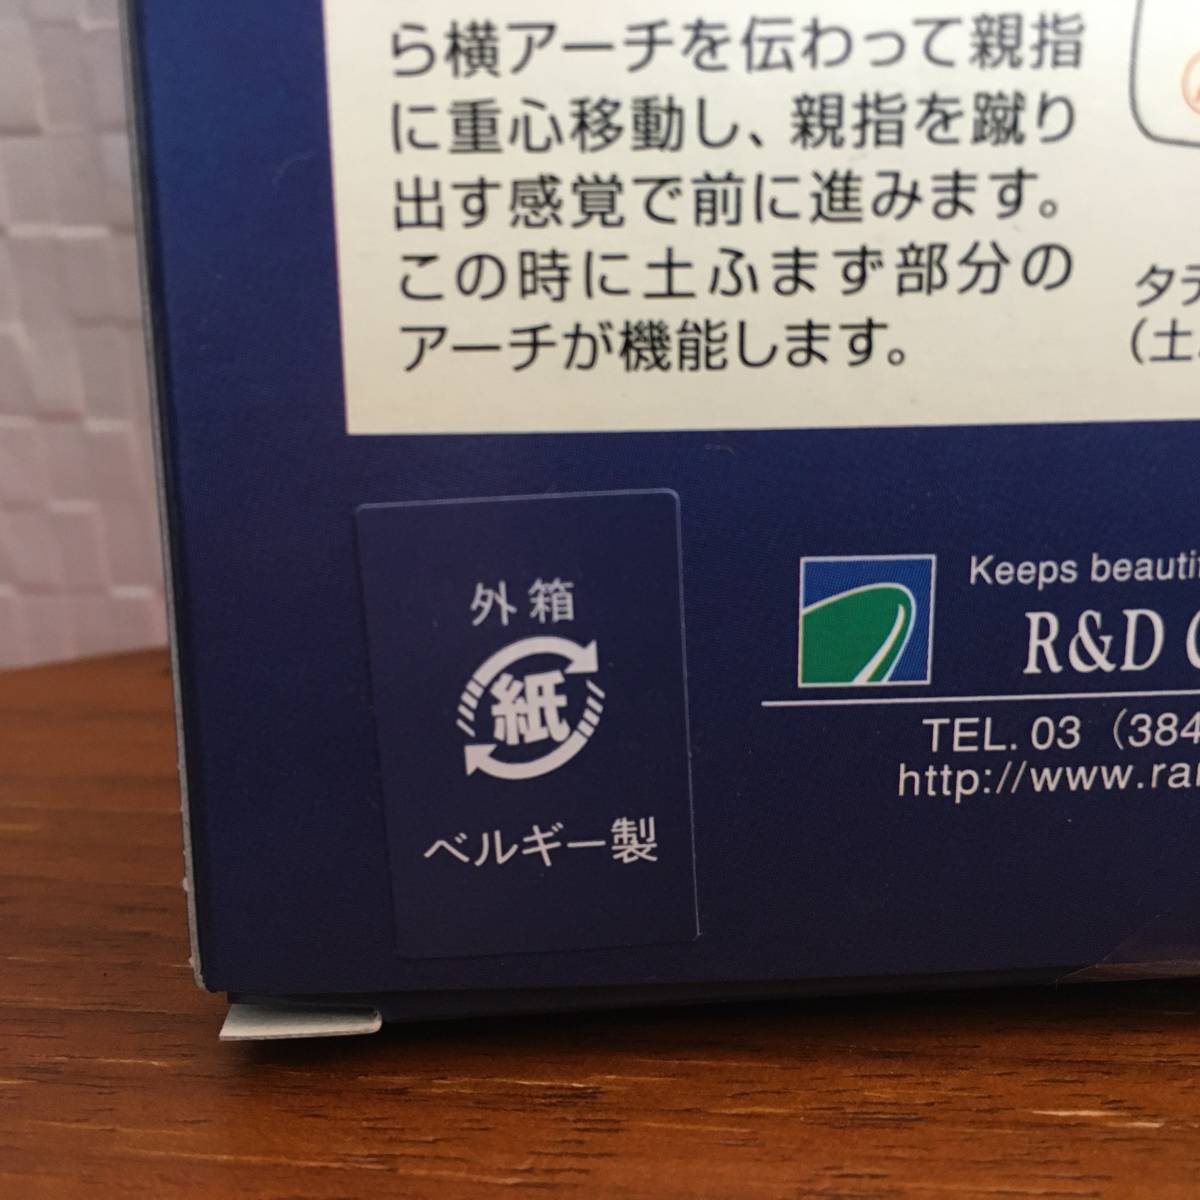 ら横アーチを伝わって親指
に重心移動し、親指を蹴り
出す感覚で前に進みます。
この時に土ふまず部分の
アーチが機能します。
タテ
（土
外箱
紙
ベルギー製
Keeps
R&D
TEL. 03（384
http://www.ra